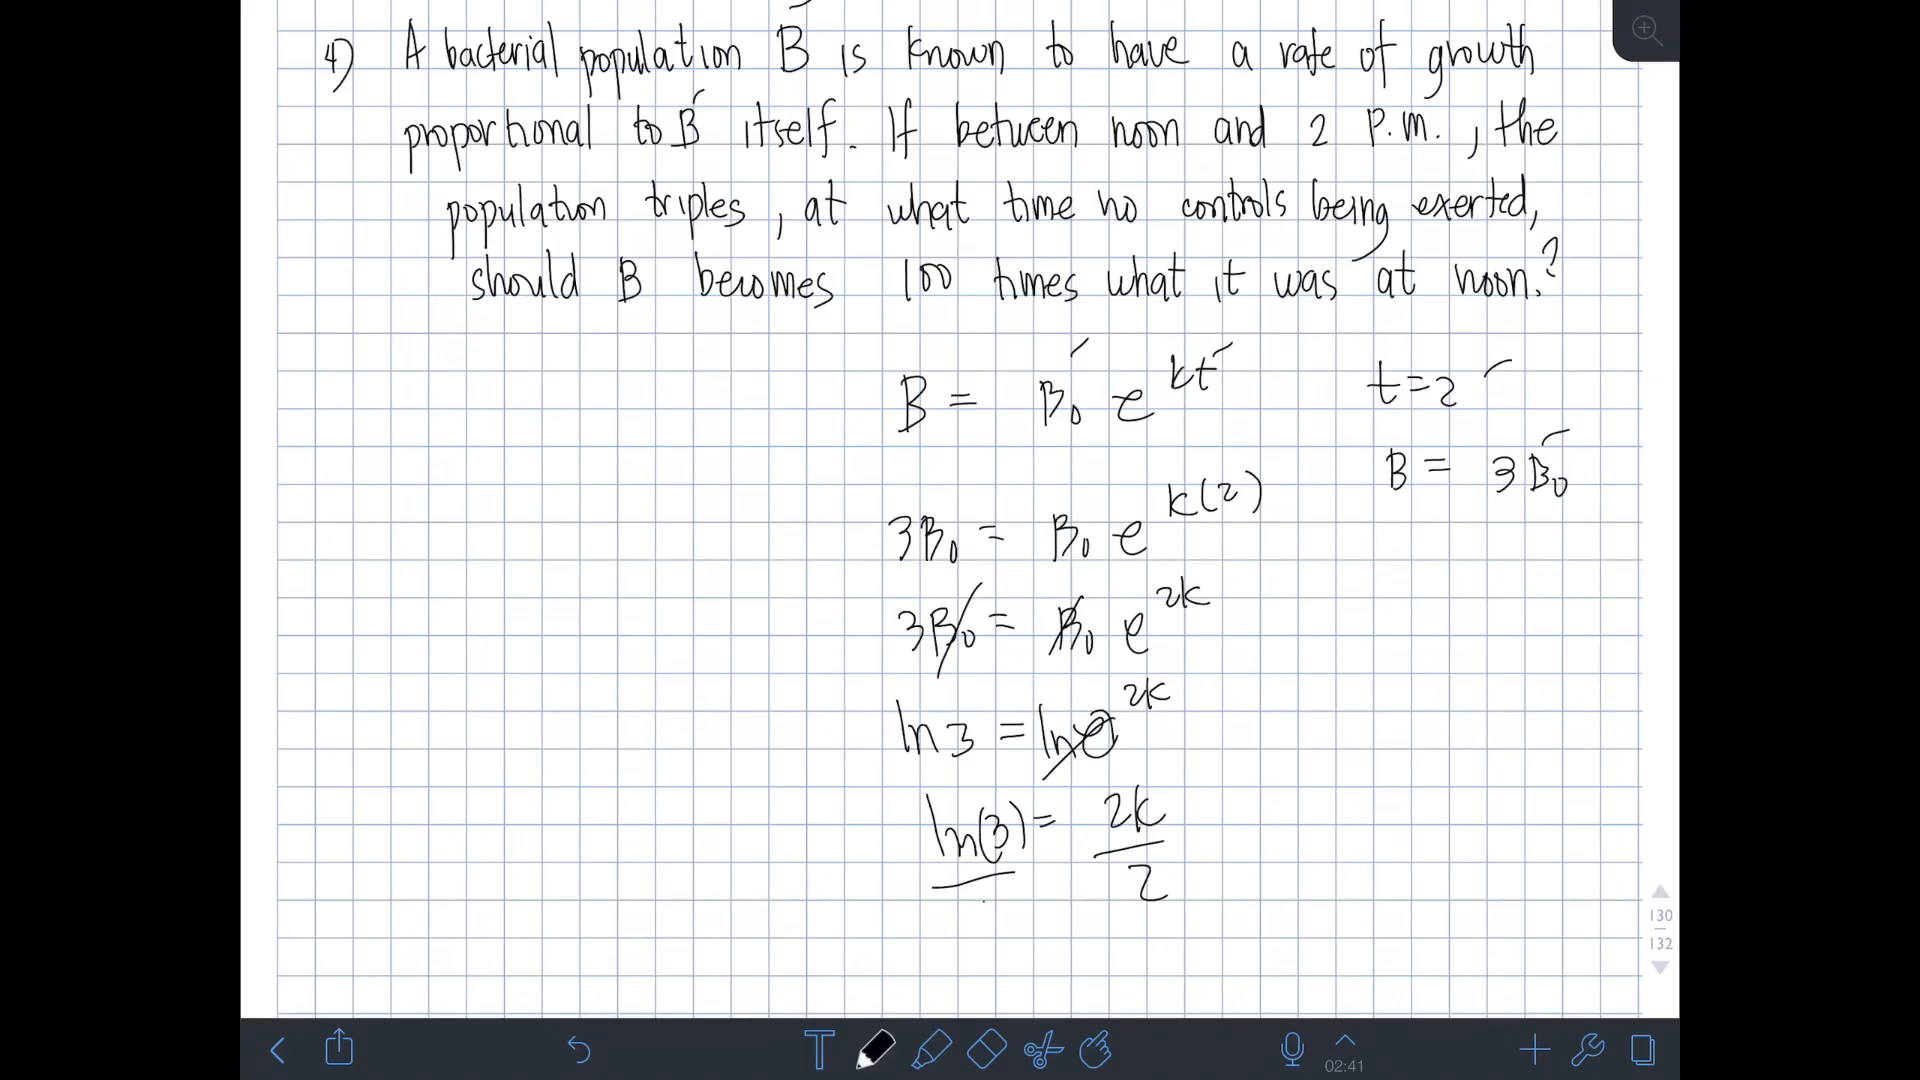 4) A bacterial population B is known to have a rate of growth
proportional to B itself. If between noon and 2 P.M., the
population triples, at what time no controls being exerted,
should B becomes 100 times what it was at noon.?
B = B₀ e^kt
t=2
B = 3B₀
3B₀ = B₀ e^k(2)
3B₀ = B₀ e^2k
ln 3 = ln e^2k
ln(3) = 2k
2
130
132
T
02:41